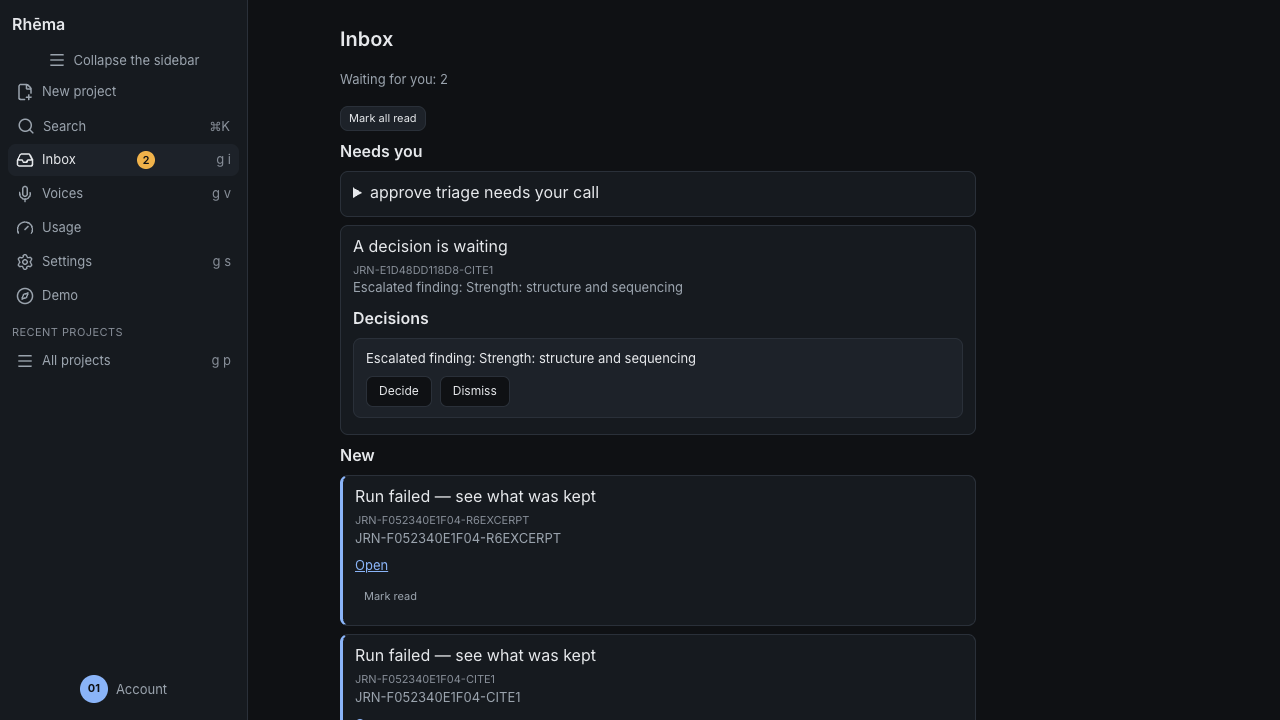 Rhēma
Collapse the sidebar
New project
Search ⌘K
Inbox 2 g i
Voices g v
Usage
Settings g s
Demo
RECENT PROJECTS
All projects g p
01 Account
Inbox
Waiting for you: 2
Mark all read
Needs you
approve triage needs your call
A decision is waiting
JRN-E1D48DD118D8-CITE1
Escalated finding: Strength: structure and sequencing
Decisions
Escalated finding: Strength: structure and sequencing
Decide Dismiss
New
Run failed — see what was kept
JRN-F052340E1F04-R6EXCERPT
JRN-F052340E1F04-R6EXCERPT
Open
Mark read
Run failed — see what was kept
JRN-F052340E1F04-CITE1
JRN-F052340E1F04-CITE1